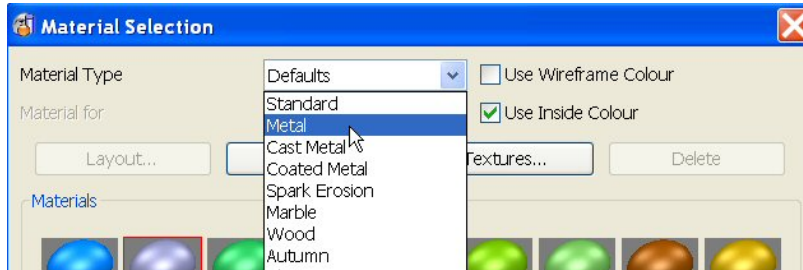 Material Selection
Material Type
Defaults
Use Wireframe Colour
Material for
Standard
Use Inside Colour
Metal
Cast Metal
Layout...
Textures...
Delete
Coated Metal
Spark Erosion
Materials
Marble
Wood
Autumn